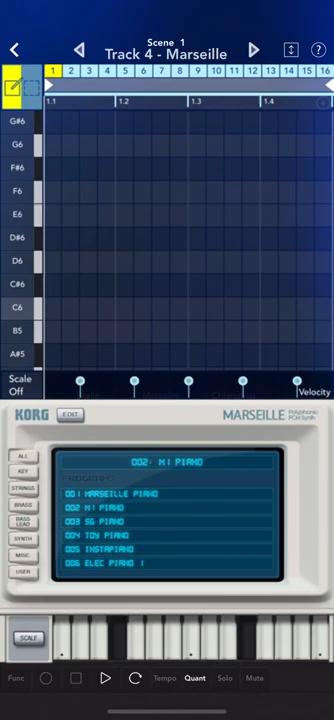 Scene 1
Track 4 - Marseille
?
1 2 3 4 5 6 7 8 9 10 11 12 13 14 15 16
1.1 1.2 1.3 1.4
G#6
G6
F#6
F6
E6
D#6
D6
C#6
C6
B5
A#5
Scale
Off
Velocity
KORG EDIT MARSEILLE Polyphonic
PCM Synth
ALL
KEY
STRINGS
BRASS
BASS
LEAD
SYNTH
MISC.
USER
002: M1 PIANO
PROGRAMS
001 MARSEILLE PIANO
002 M1 PIANO
003 SG PIANO
004 TOY PIANO
005 INSTAPIANO
006 ELEC PIANO 1
SCALE
Func Tempo Quant Solo Mute